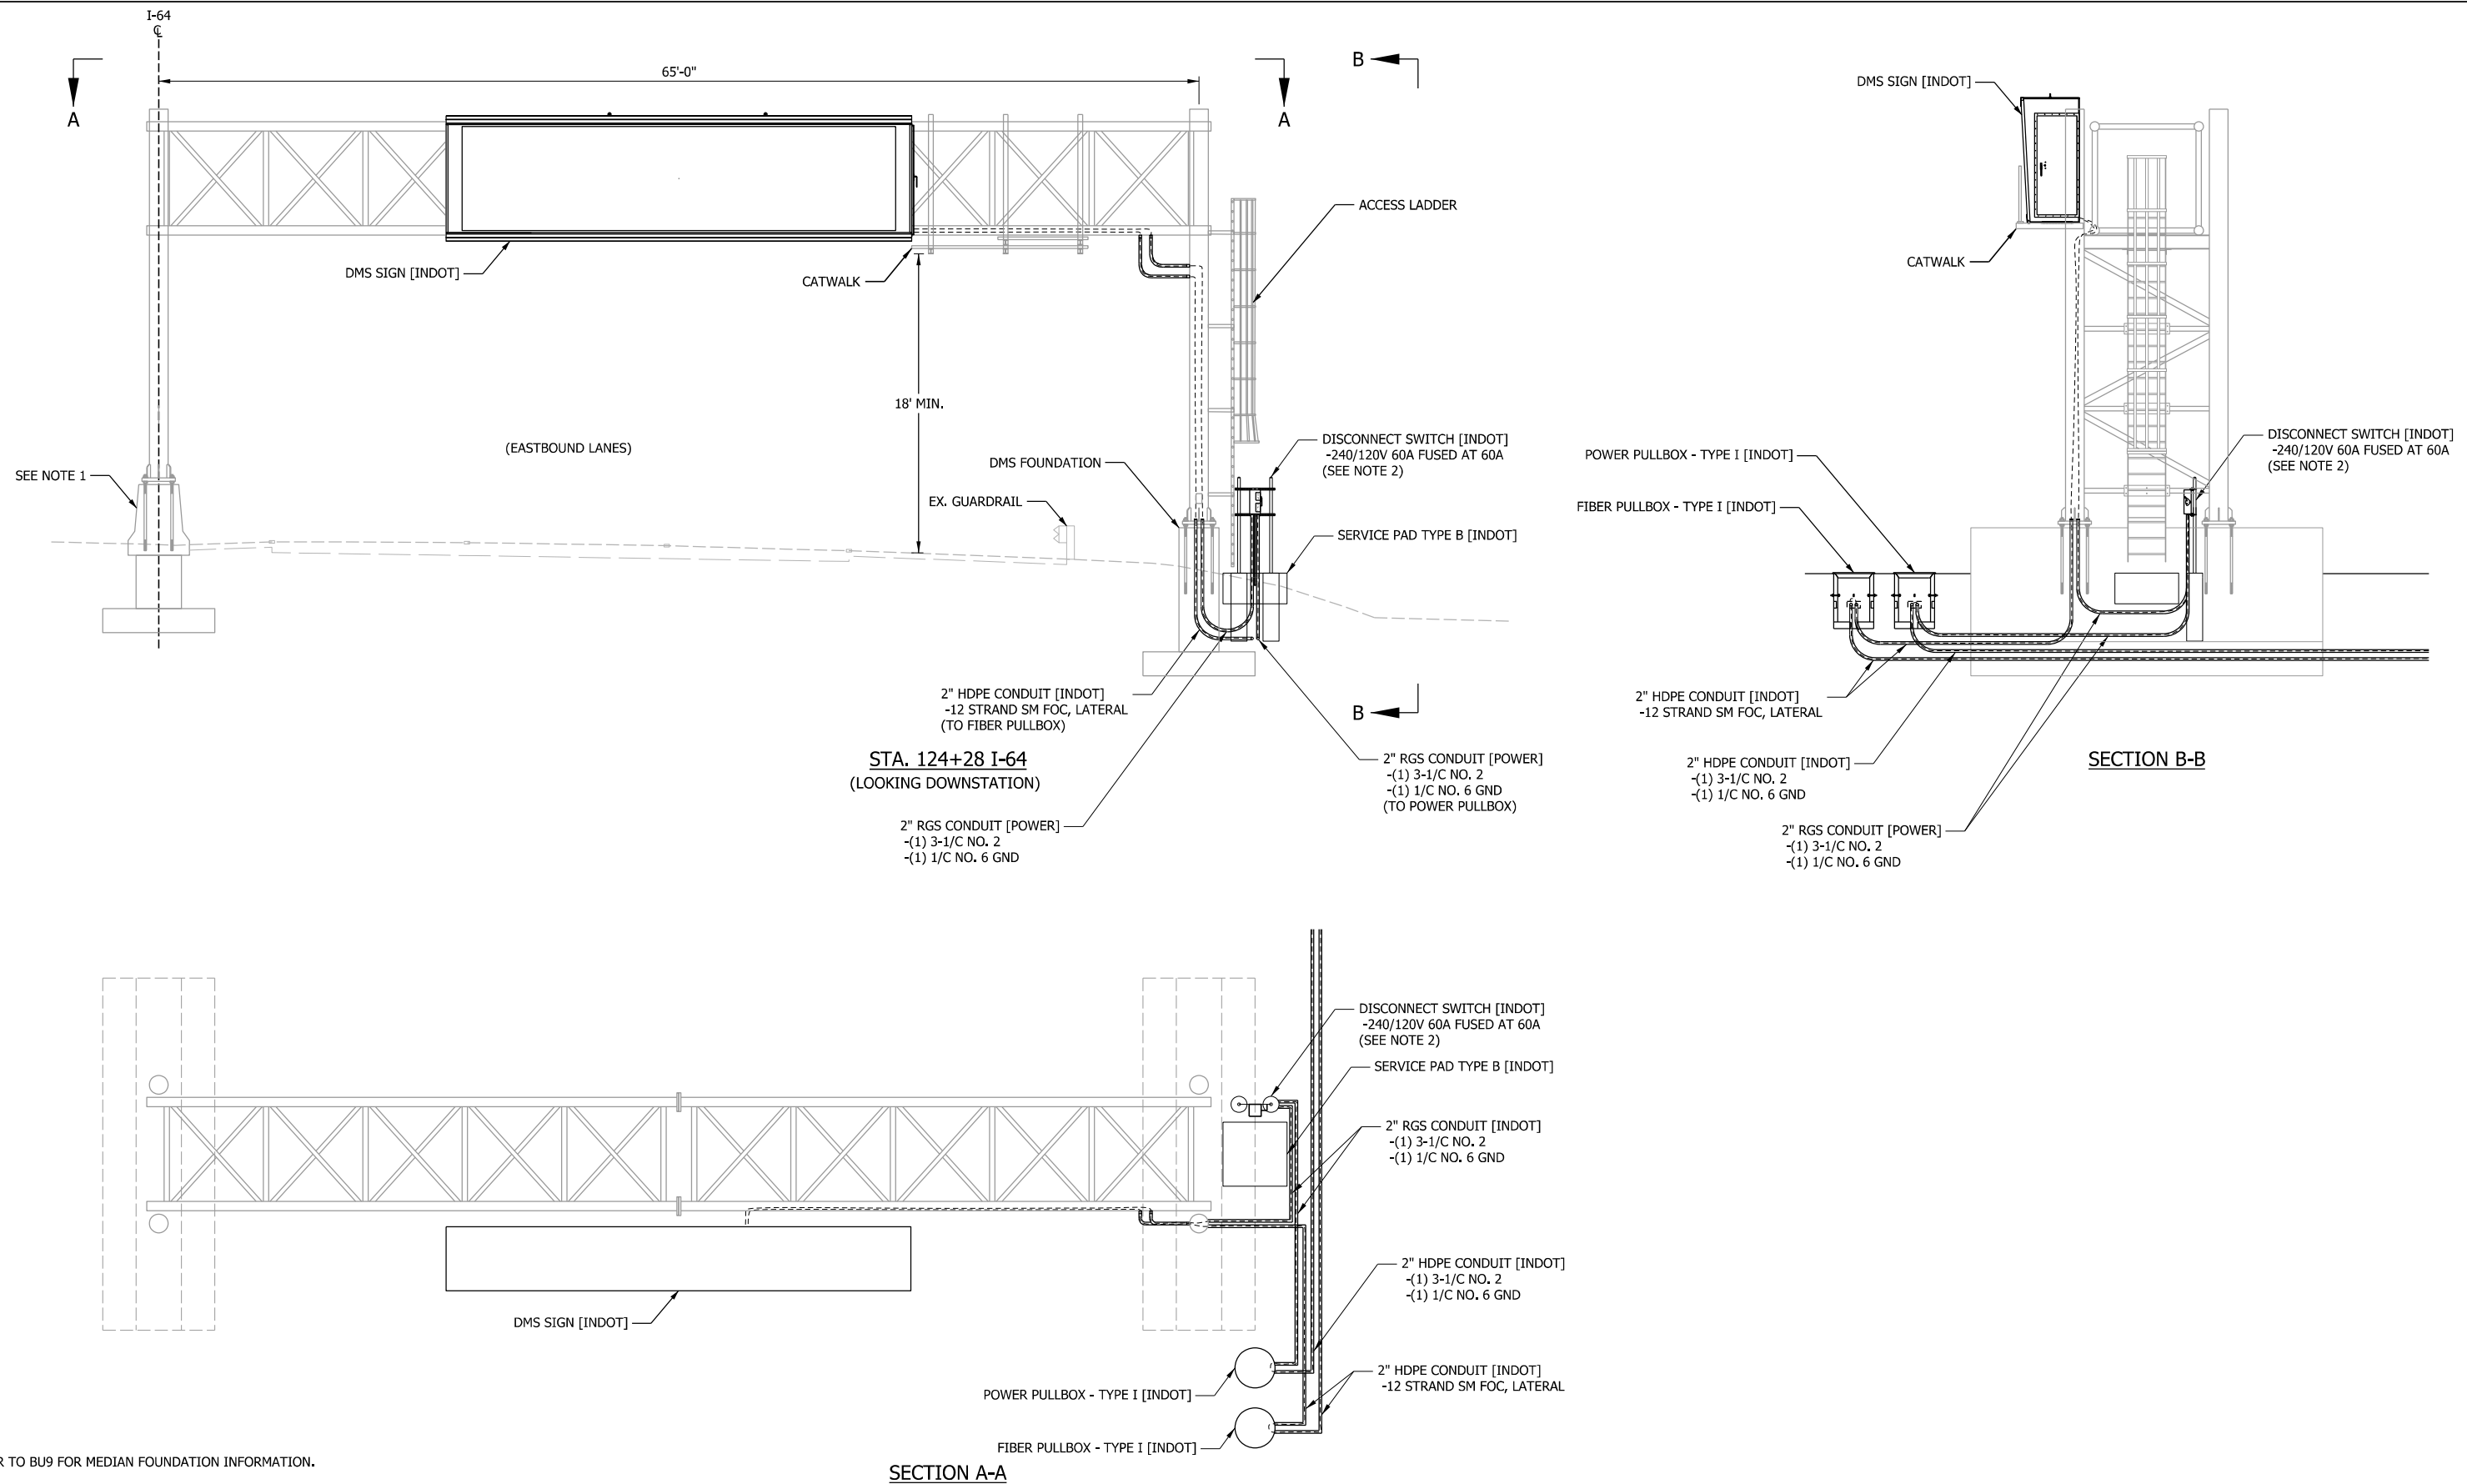 I-64
℄
65'-0"
A
A
B
DMS SIGN [INDOT]
CATWALK
18' MIN.
(EASTBOUND LANES)
SEE NOTE 1
DMS FOUNDATION
EX. GUARDRAIL
ACCESS LADDER
DISCONNECT SWITCH [INDOT]
-240/120V 60A FUSED AT 60A
(SEE NOTE 2)
SERVICE PAD TYPE B [INDOT]
2" HDPE CONDUIT [INDOT]
-12 STRAND SM FOC, LATERAL
(TO FIBER PULLBOX)
B
STA. 124+28 I-64
(LOOKING DOWNSTATION)
2" RGS CONDUIT [POWER]
-(1) 3-1/C NO. 2
-(1) 1/C NO. 6 GND
(TO POWER PULLBOX)
2" RGS CONDUIT [POWER]
-(1) 3-1/C NO. 2
-(1) 1/C NO. 6 GND
DMS SIGN [INDOT]
CATWALK
POWER PULLBOX - TYPE I [INDOT]
FIBER PULLBOX - TYPE I [INDOT]
DISCONNECT SWITCH [INDOT]
-240/120V 60A FUSED AT 60A
(SEE NOTE 2)
2" HDPE CONDUIT [INDOT]
-12 STRAND SM FOC, LATERAL
2" HDPE CONDUIT [INDOT]
-(1) 3-1/C NO. 2
-(1) 1/C NO. 6 GND
2" RGS CONDUIT [POWER]
-(1) 3-1/C NO. 2
-(1) 1/C NO. 6 GND
SECTION B-B
DISCONNECT SWITCH [INDOT]
-240/120V 60A FUSED AT 60A
(SEE NOTE 2)
SERVICE PAD TYPE B [INDOT]
2" RGS CONDUIT [INDOT]
-(1) 3-1/C NO. 2
-(1) 1/C NO. 6 GND
2" HDPE CONDUIT [INDOT]
-(1) 3-1/C NO. 2
-(1) 1/C NO. 6 GND
DMS SIGN [INDOT]
2" HDPE CONDUIT [INDOT]
-12 STRAND SM FOC, LATERAL
POWER PULLBOX - TYPE I [INDOT]
FIBER PULLBOX - TYPE I [INDOT]
SECTION A-A
R TO BU9 FOR MEDIAN FOUNDATION INFORMATION.